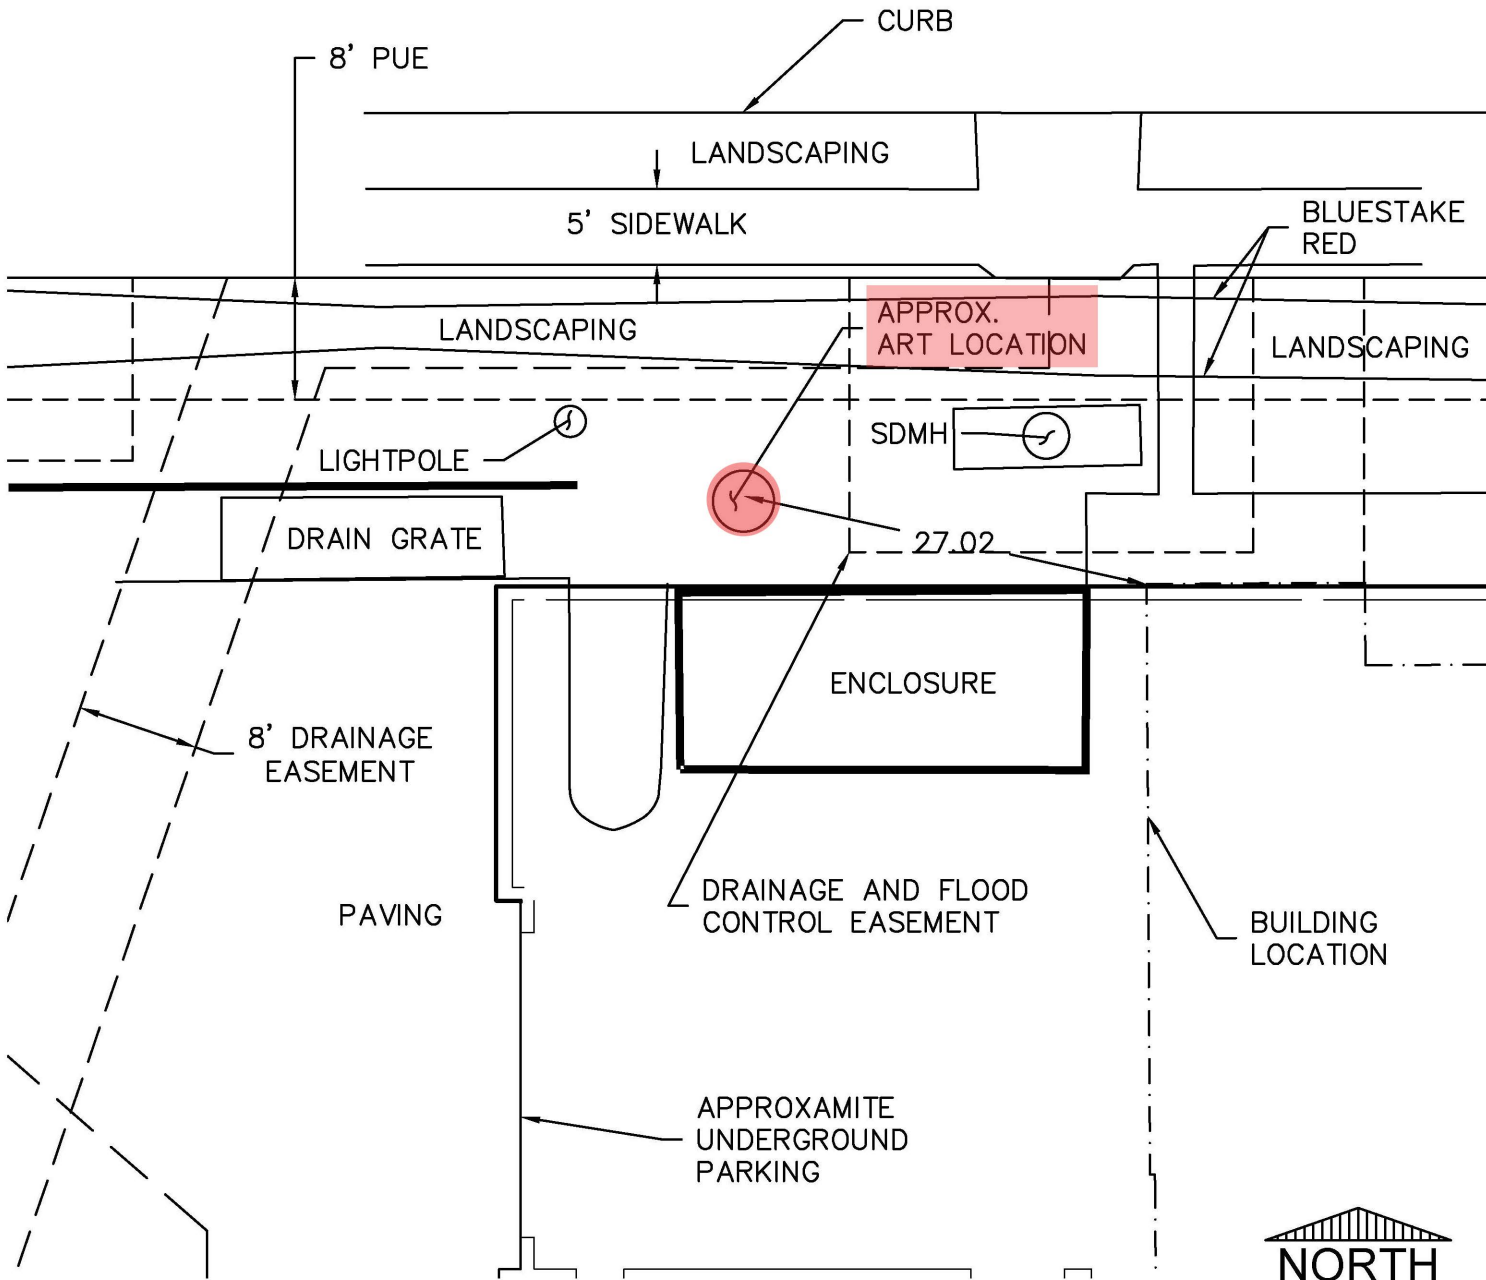 CURB
8' PUE
LANDSCAPING
5' SIDEWALK
BLUESTAKE
RED
APPROX.
ART LOCATION
LANDSCAPING
LANDSCAPING
SDMH
LIGHTPOLE
DRAIN GRATE
27.02
ENCLOSURE
8' DRAINAGE
EASEMENT
DRAINAGE AND FLOOD
CONTROL EASEMENT
PAVING
BUILDING
LOCATION
APPROXAMITE
UNDERGROUND
PARKING
NORTH